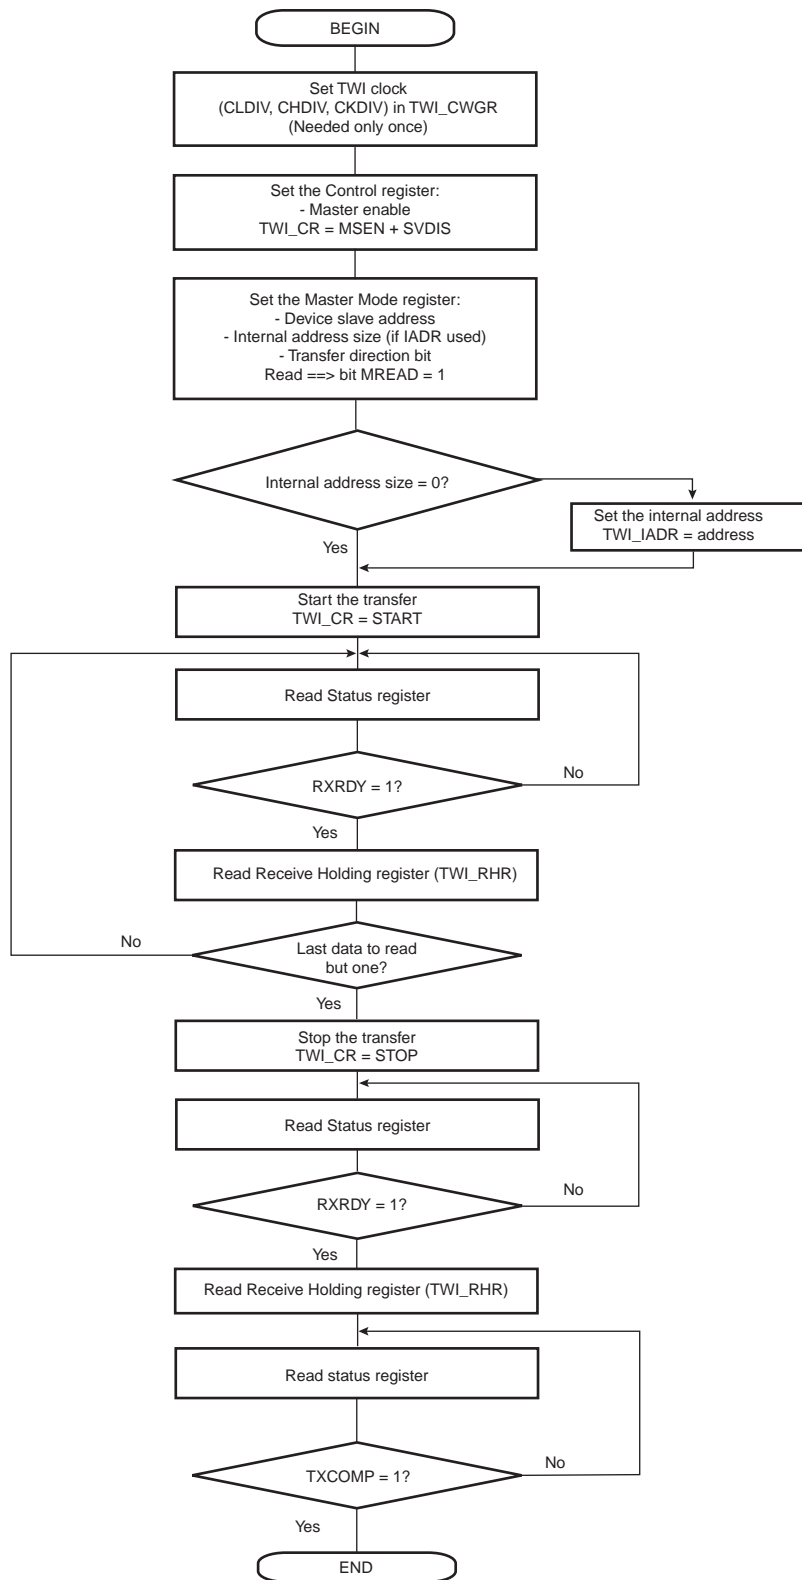 BEGIN
Set TWI clock
(CLDIV, CHDIV, CKDIV) in TWI_CWGR
(Needed only once)
Set the Control register:
- Master enable
TWI_CR = MSEN + SVDIS
Set the Master Mode register:
- Device slave address
- Internal address size (if IADR used)
- Transfer direction bit
Read ==> bit MREAD = 1
Internal address size = 0?
Set the internal address
TWI_IADR = address
Yes
Start the transfer
TWI_CR = START
Read Status register
RXRDY = 1?
No
Yes
Read Receive Holding register (TWI_RHR)
No
Last data to read
but one?
Yes
Stop the transfer
TWI_CR = STOP
Read Status register
RXRDY = 1?
No
Yes
Read Receive Holding register (TWI_RHR)
Read status register
TXCOMP = 1?
No
Yes
END